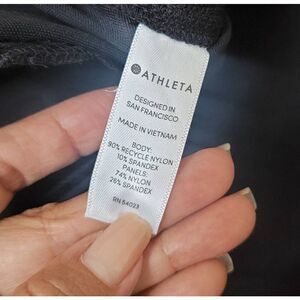 ATHLETA
DESIGNED IN
SAN FRANCISCO
MADE IN VIETNAM
BODY:
90% RECYCLE NYLON
10% SPANDEX
PANELS:
74% NYLON
26% SPANDEX
RN 54023